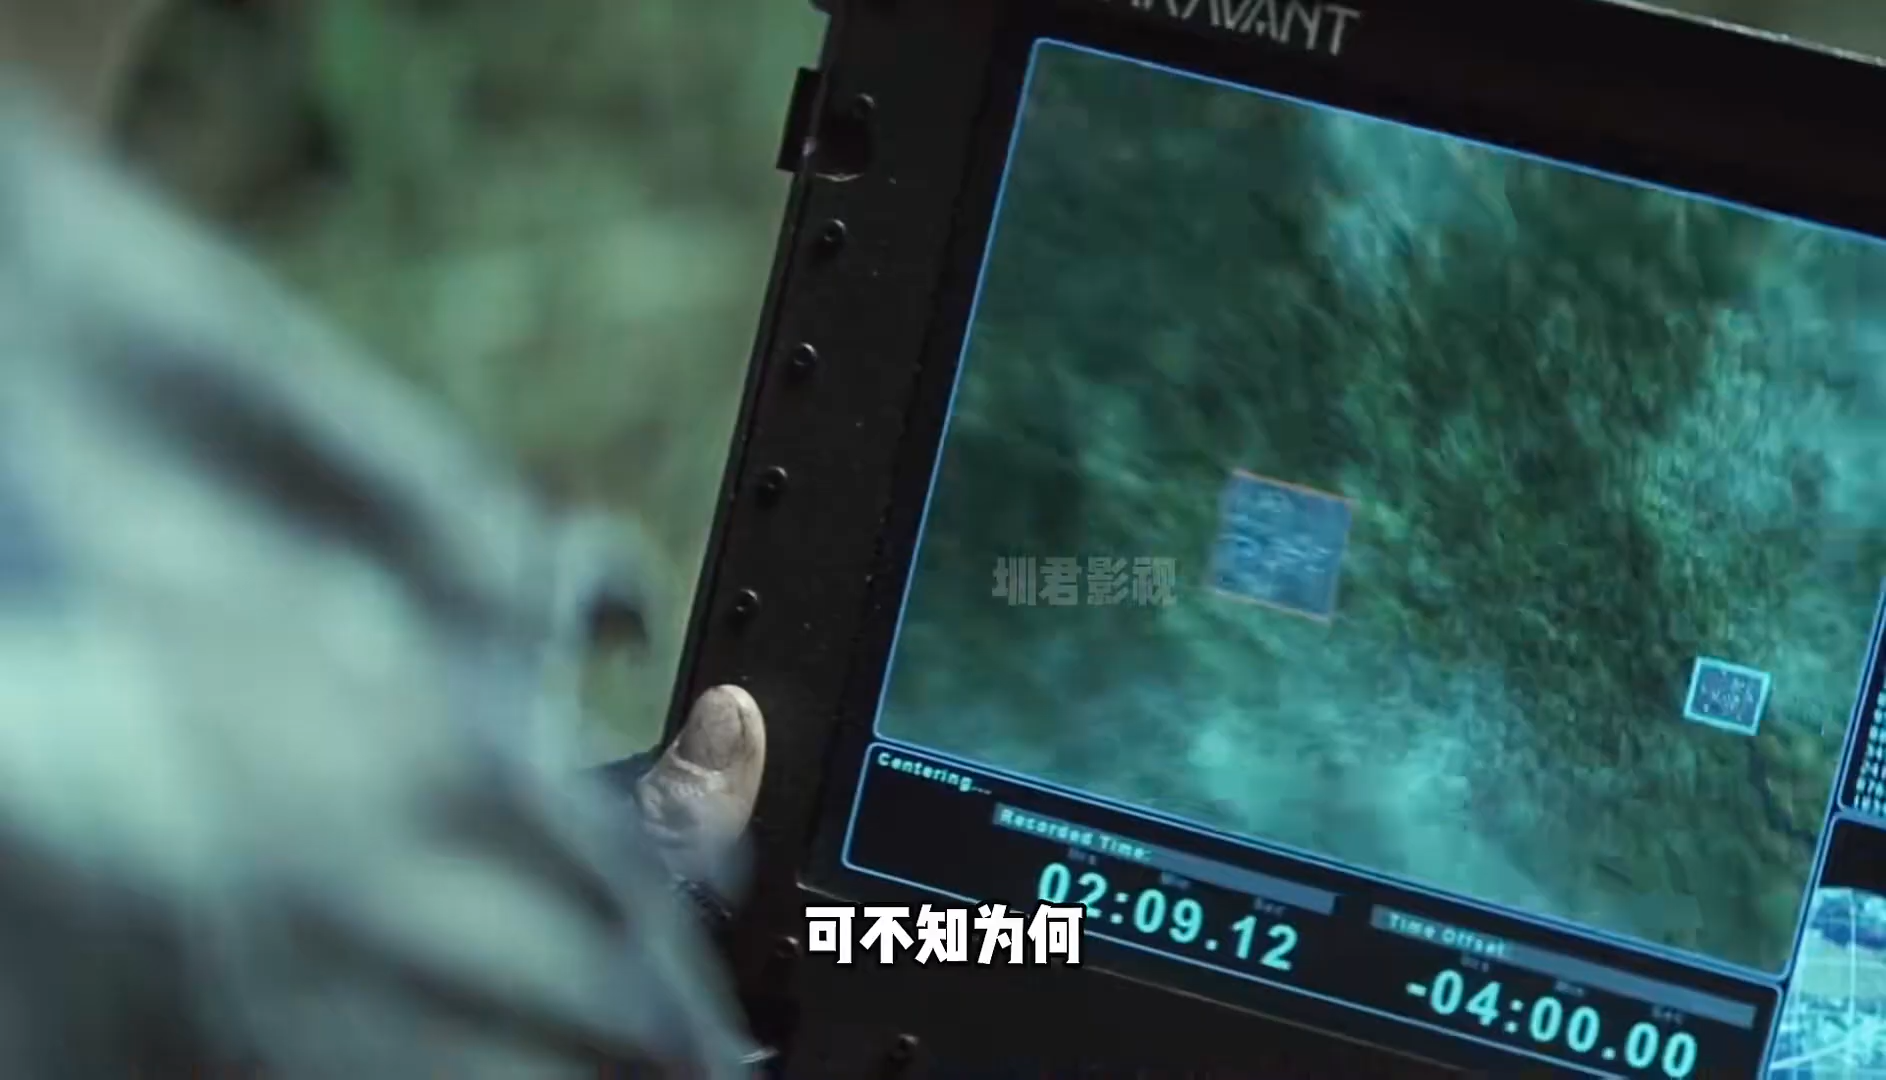 ARAVANT
圳君影视
Centering...
Recorded Time:
02:09.12
Time Offset
-04:00.00
可不知为何